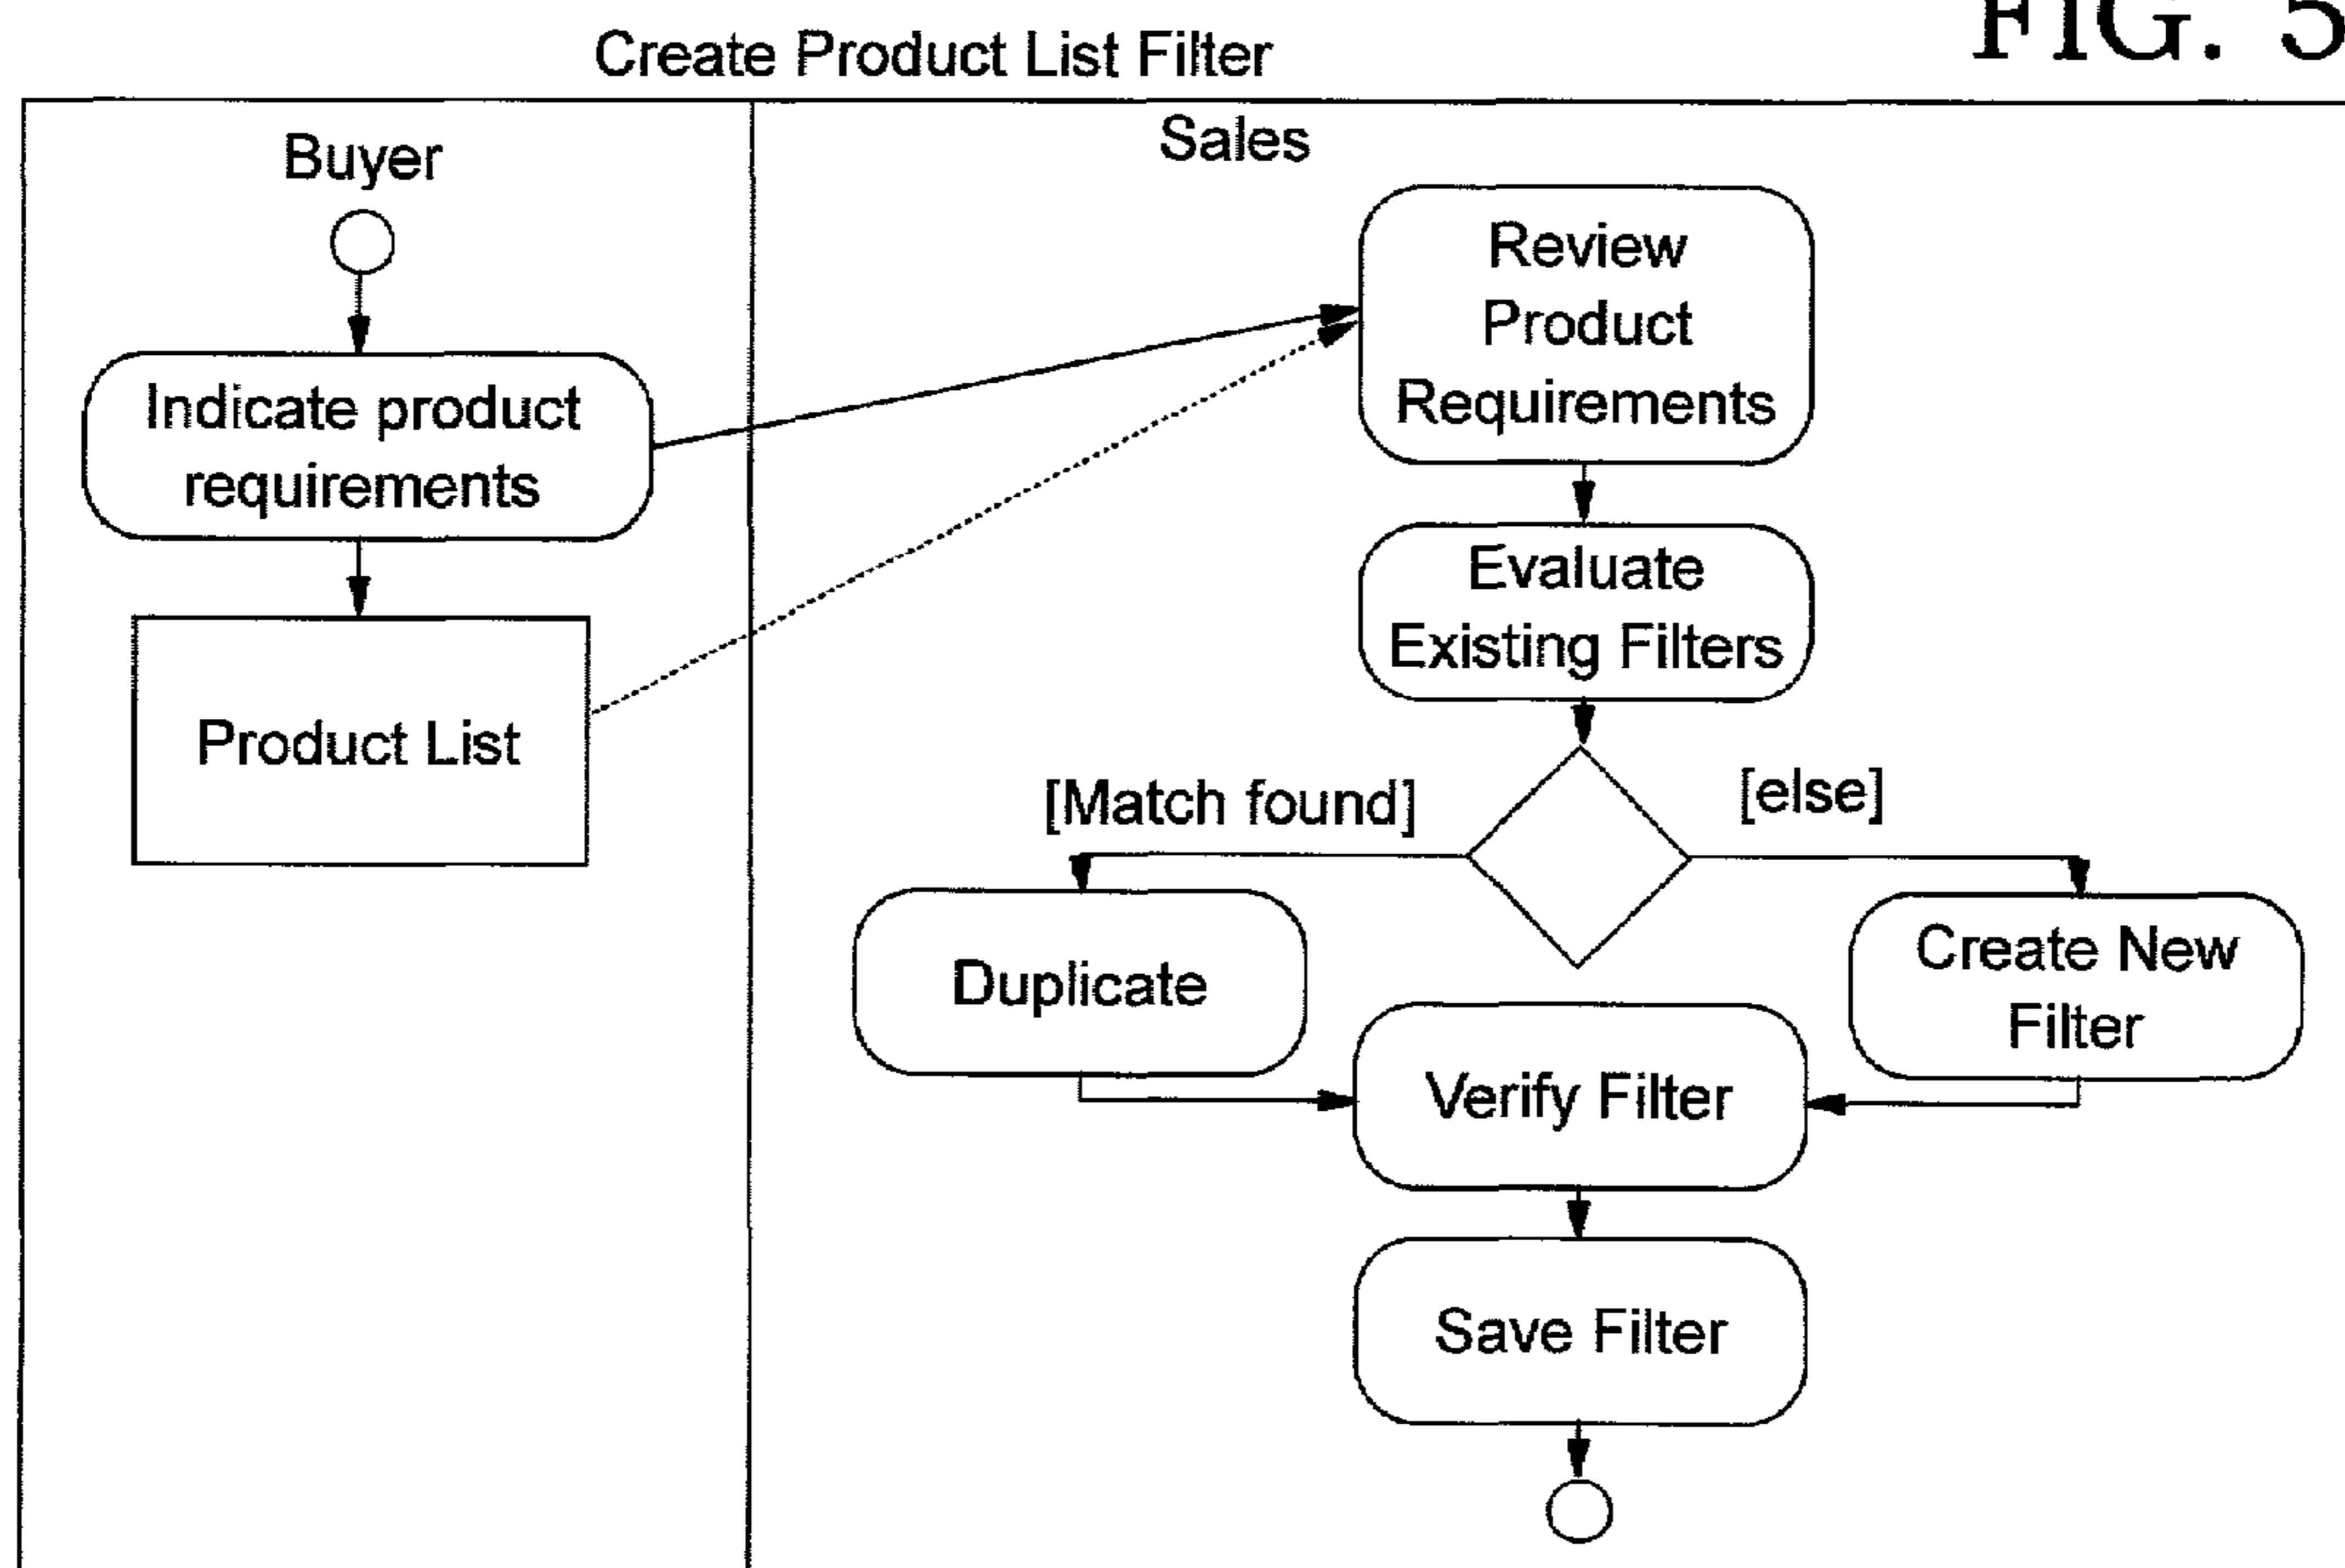 FIG. 5
Create Product List Filter
Buyer
Sales
Indicate product
requirements
Product List
Review
Product
Requirements
Evaluate
Existing Filters
[Match found]
[else]
Duplicate
Create New
Filter
Verify Filter
Save Filter